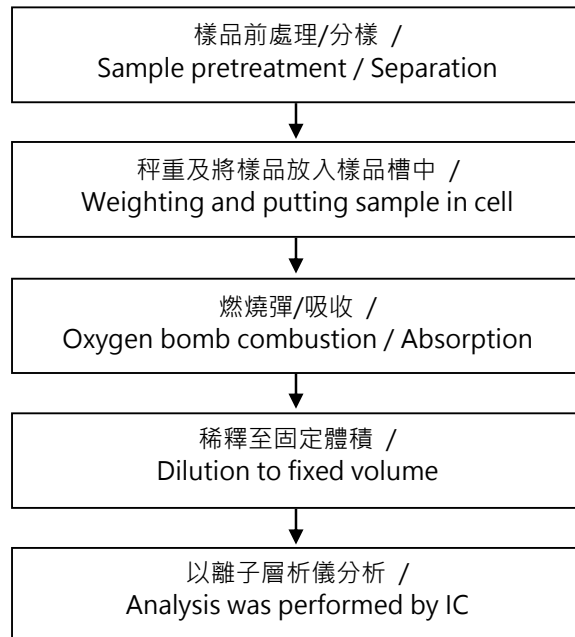 樣品前處理/分樣 /
Sample pretreatment / Separation
秤重及將樣品放入樣品槽中 /
Weighting and putting sample in cell
燃燒彈/吸收 /
Oxygen bomb combustion / Absorption
稀釋至固定體積 /
Dilution to fixed volume
以離子層析儀分析 /
Analysis was performed by IC